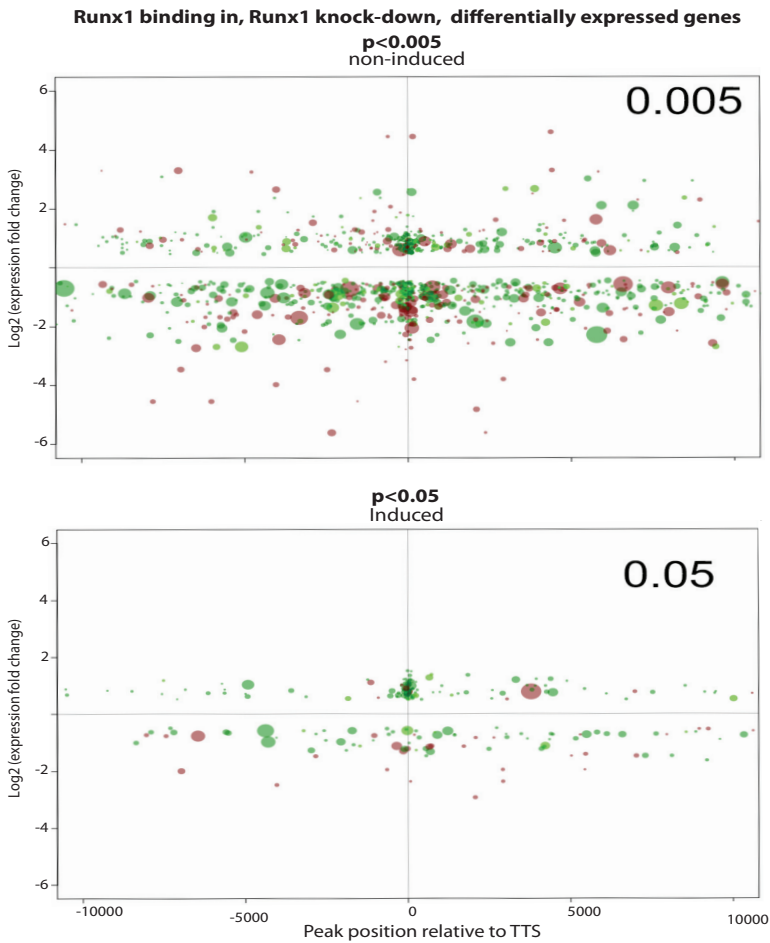 Runx1 binding in, Runx1 knock-down, differentially expressed genes
p<0.005
non-induced
0.005
6
4
2
-2
-4
-6
Log2 (expression fold change)
p<0.05
Induced
0.05
6
4
2
-2
-4
-6
Log2 (expression fold change)
-10000
-5000
0
5000
10000
Peak position relative to TTS